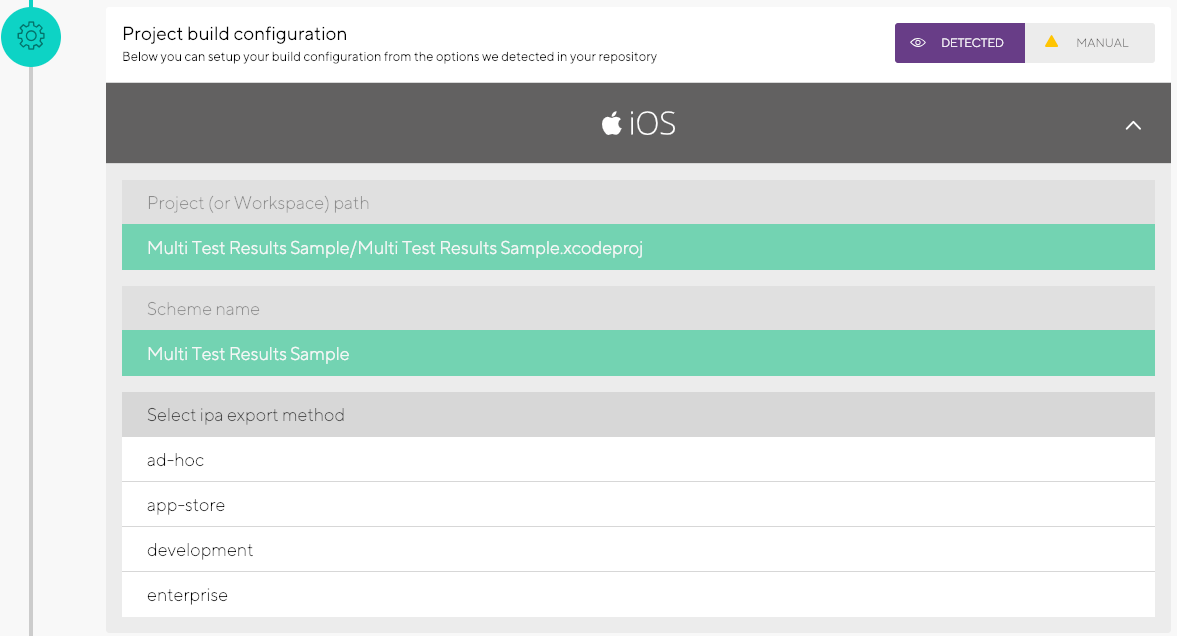 Project build configuration
Below you can setup your build configuration from the options we detected in your repository
DETECTED
MANUAL
iOS
Project (or Workspace) path
Multi Test Results Sample/Multi Test Results Sample.xcodeproj
Scheme name
Multi Test Results Sample
Select ipa export method
ad-hoc
app-store
development
enterprise